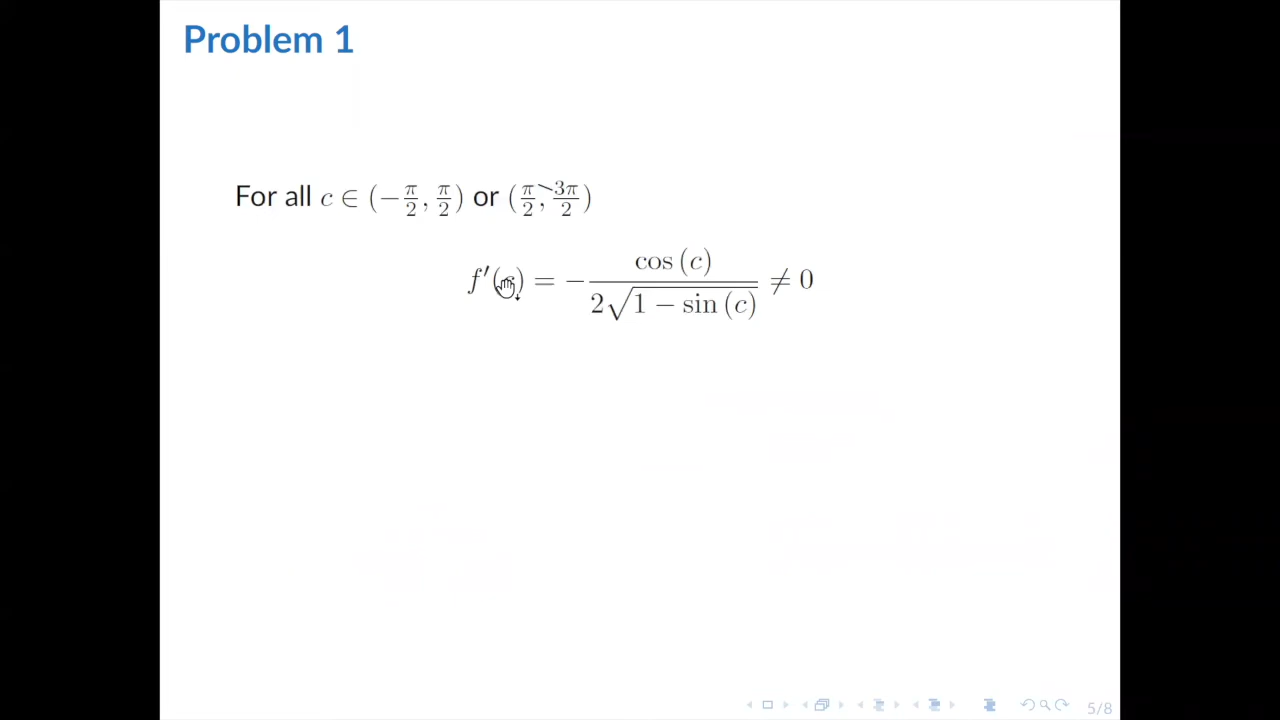 Problem 1
For all c ∈ (−π/2, π/2) or (π/2, 3π/2)
f′(c) = − cos (c) / 2√(1 − sin (c)) ≠ 0
5/8